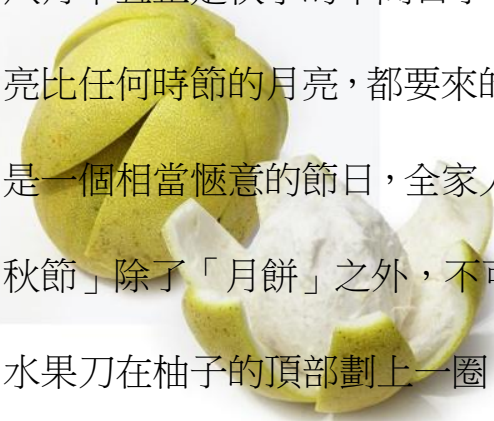 亮比任何時節的月亮，都要來的
是一個相當愜意的節日，全家人
秋節」除了「月餅」之外，不可
水果刀在柚子的頂部劃上一圈